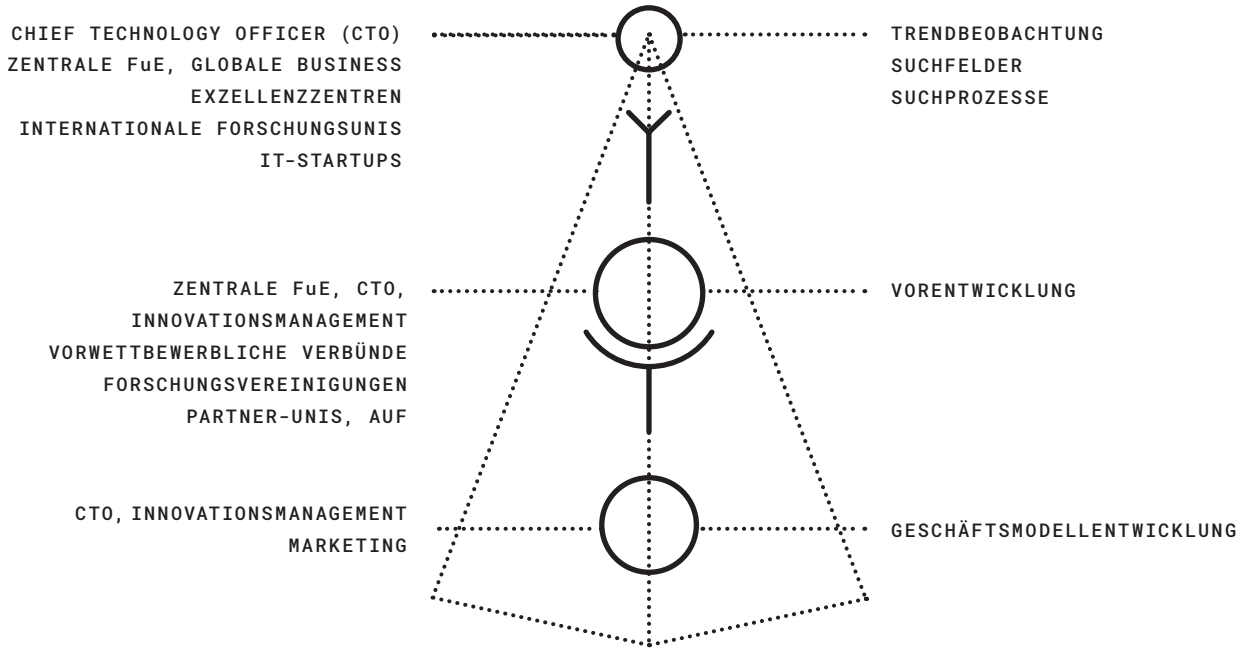 CHIEF TECHNOLOGY OFFICER (CTO)
ZENTRALE FuE, GLOBALE BUSINESS
EXZELLENZZENTREN
INTERNATIONALE FORSCHUNGSUNIS
IT-STARTUPS
TRENDBEOBACHTUNG
SUCHFELDER
SUCHPROZESSE
ZENTRALE FuE, CTO,
INNOVATIONSMANAGEMENT
VORWETTBEWERBLICHE VERBÜNDE
FORSCHUNGSVEREINIGUNGEN
PARTNER-UNIS, AUF
VORENTWICKLUNG
CTO, INNOVATIONSMANAGEMENT
MARKETING
GESCHÄFTSMODELLENTWICKLUNG